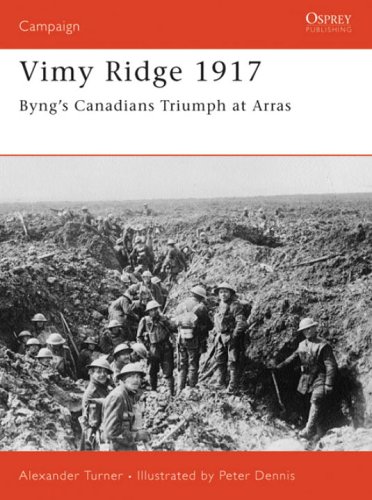 Campaign
OSPREY
PUBLISHING
Vimy Ridge 1917
Byng's Canadians Triumph at Arras
Alexander Turner · Illustrated by Peter Dennis